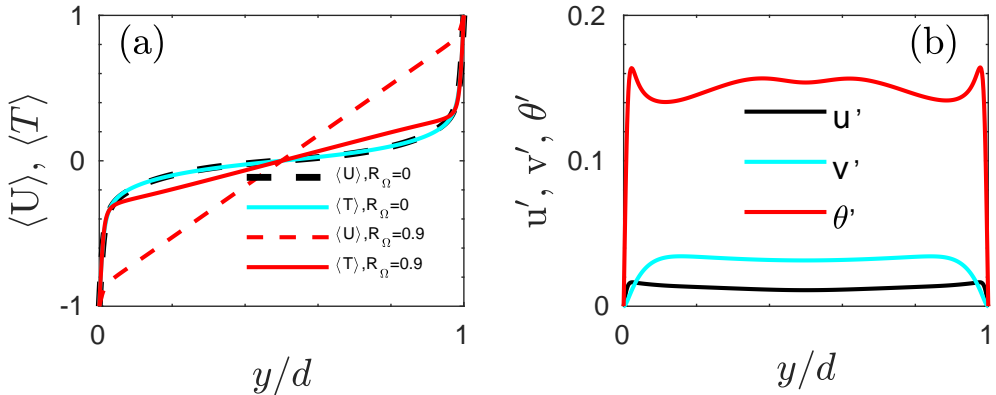 1
0
-1
⟨U⟩, ⟨T⟩
(a)
⟨U⟩,R_Ω=0
⟨T⟩,R_Ω=0
⟨U⟩,R_Ω=0.9
⟨T⟩,R_Ω=0.9
0
1
y/d
0.2
0.1
0
u′, v′, θ′
(b)
u'
v'
θ'
0
1
y/d